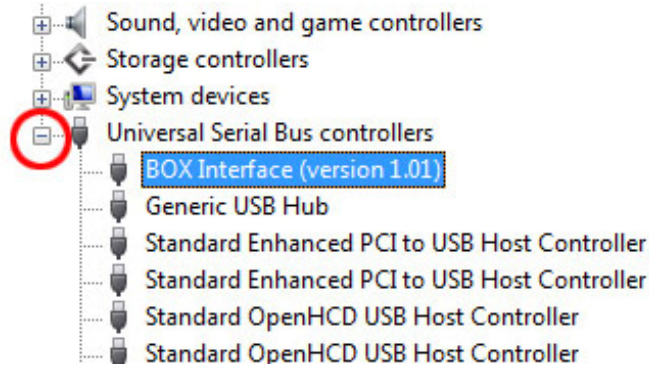 Sound, video and game controllers
Storage controllers
System devices
Universal Serial Bus controllers
BOX Interface (version 1.01)
Generic USB Hub
Standard Enhanced PCI to USB Host Controller
Standard Enhanced PCI to USB Host Controller
Standard OpenHCD USB Host Controller
Standard OpenHCD USB Host Controller